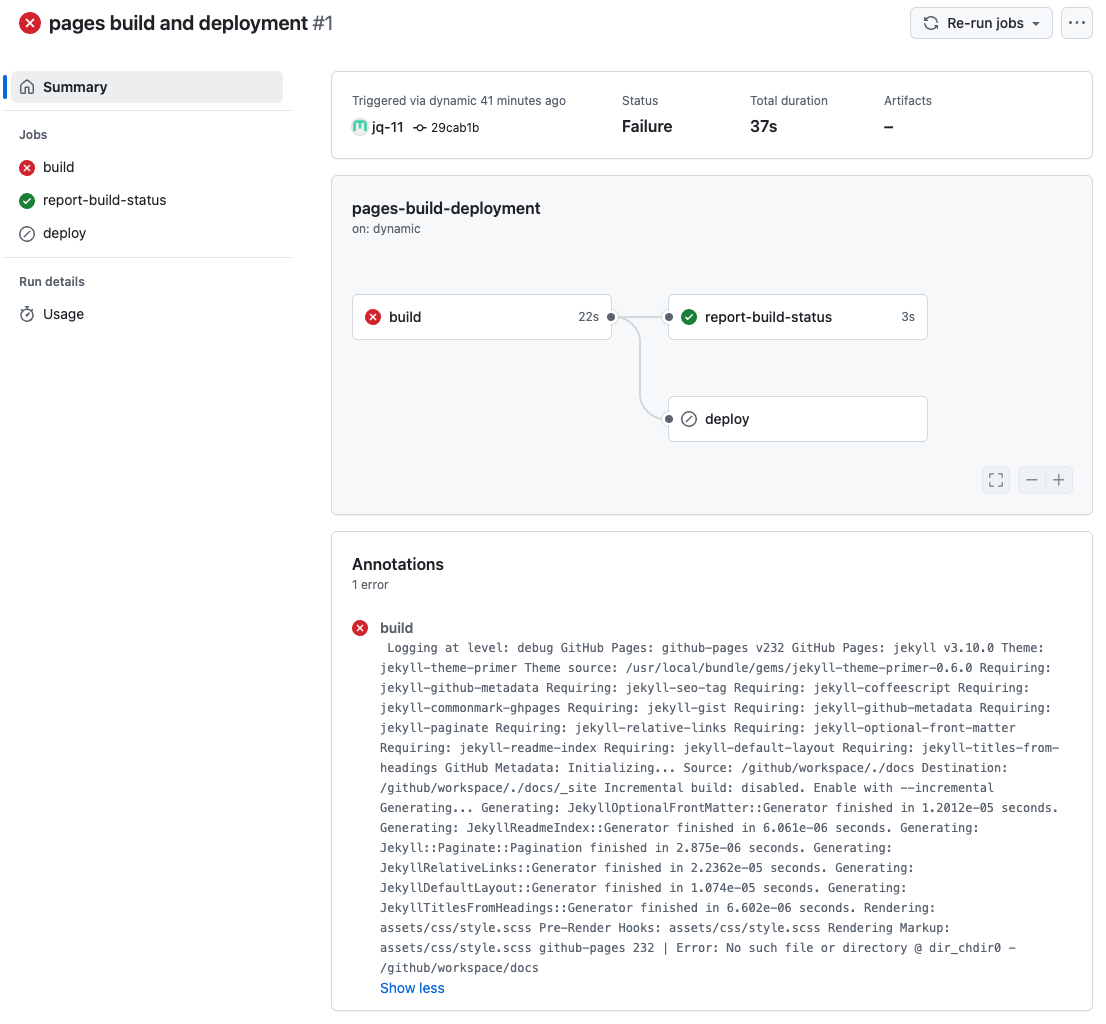 pages build and deployment #1
Re-run jobs
Summary
Jobs
build
report-build-status
deploy
Run details
Usage
Triggered via dynamic 41 minutes ago
jq-11 29cab1b
Status
Failure
Total duration
37s
Artifacts
–
pages-build-deployment
on: dynamic
build 22s
report-build-status 3s
deploy
Annotations
1 error
build
Logging at level: debug GitHub Pages: github-pages v232 GitHub Pages: jekyll v3.10.0 Theme:
jekyll-theme-primer Theme source: /usr/local/bundle/gems/jekyll-theme-primer-0.6.0 Requiring:
jekyll-github-metadata Requiring: jekyll-seo-tag Requiring: jekyll-coffeescript Requiring:
jekyll-commonmark-ghpages Requiring: jekyll-gist Requiring: jekyll-github-metadata Requiring:
jekyll-paginate Requiring: jekyll-relative-links Requiring: jekyll-optional-front-matter
Requiring: jekyll-readme-index Requiring: jekyll-default-layout Requiring: jekyll-titles-from-
headings GitHub Metadata: Initializing... Source: /github/workspace/./docs Destination:
/github/workspace/./docs/_site Incremental build: disabled. Enable with --incremental
Generating... Generating: JekyllOptionalFrontMatter::Generator finished in 1.2012e-05 seconds.
Generating: JekyllReadmeIndex::Generator finished in 6.061e-06 seconds. Generating:
Jekyll::Paginate::Pagination finished in 2.875e-06 seconds. Generating:
JekyllRelativeLinks::Generator finished in 2.2362e-05 seconds. Generating:
JekyllDefaultLayout::Generator finished in 1.074e-05 seconds. Generating:
JekyllTitlesFromHeadings::Generator finished in 6.602e-06 seconds. Rendering:
assets/css/style.scss Pre-Render Hooks: assets/css/style.scss Rendering Markup:
assets/css/style.scss github-pages 232 | Error: No such file or directory @ dir_chdir0 -
/github/workspace/docs
Show less